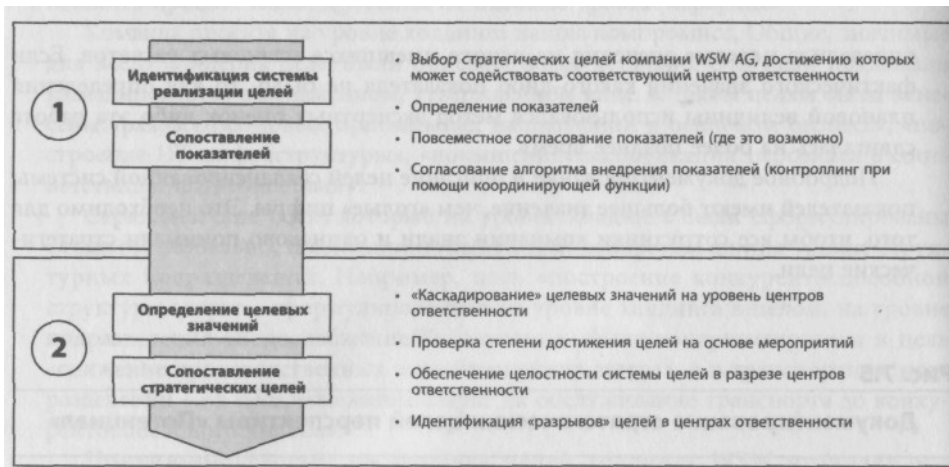 1
Идентификация системы
реализации целей
Сопоставление
показателей
Выбор стратегических целей компании WSW AG, достижению которых
может содействовать соответствующий центр ответственности
Определение показателей
Повсеместное согласование показателей (где это возможно)
Согласование алгоритма внедрения показателей (контроллинг при
помощи координирующей функции)
2
Определение целевых
значений
Сопоставление
стратегических целей
«Каскадирование» целевых значений на уровень центров
ответственности
Проверка степени достижения целей на основе мероприятий
Обеспечение целостности системы целей в разрезе центров
ответственности
Идентификация «разрывов» целей в центрах ответственности